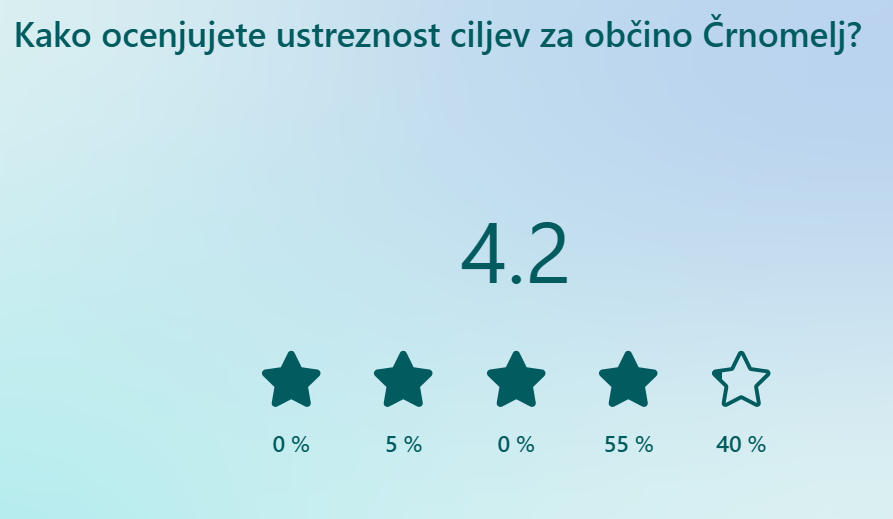 Kako ocenjujete ustreznost ciljev za občino Črnomelj?
4.2
0 % 5 % 0 % 55 % 40 %